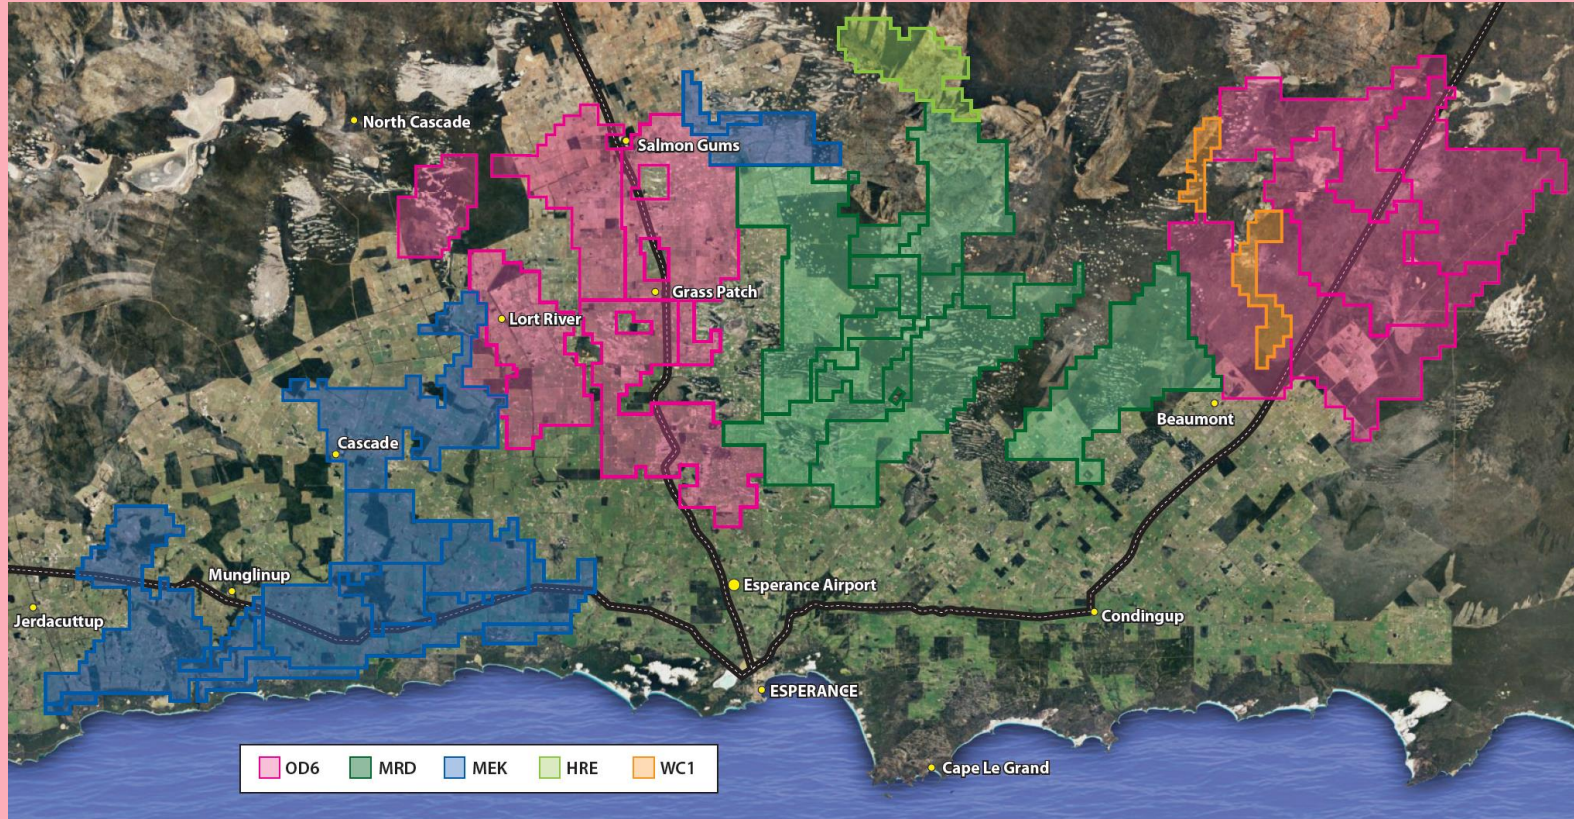 North Cascade
Salmon Gums
Grass Patch
Lort River
Beaumont
Cascade
Munglinup
Esperance Airport
Jerdacuttup
Condingup
ESPERANCE
Cape Le Grand
OD6 MRD MEK HRE WC1